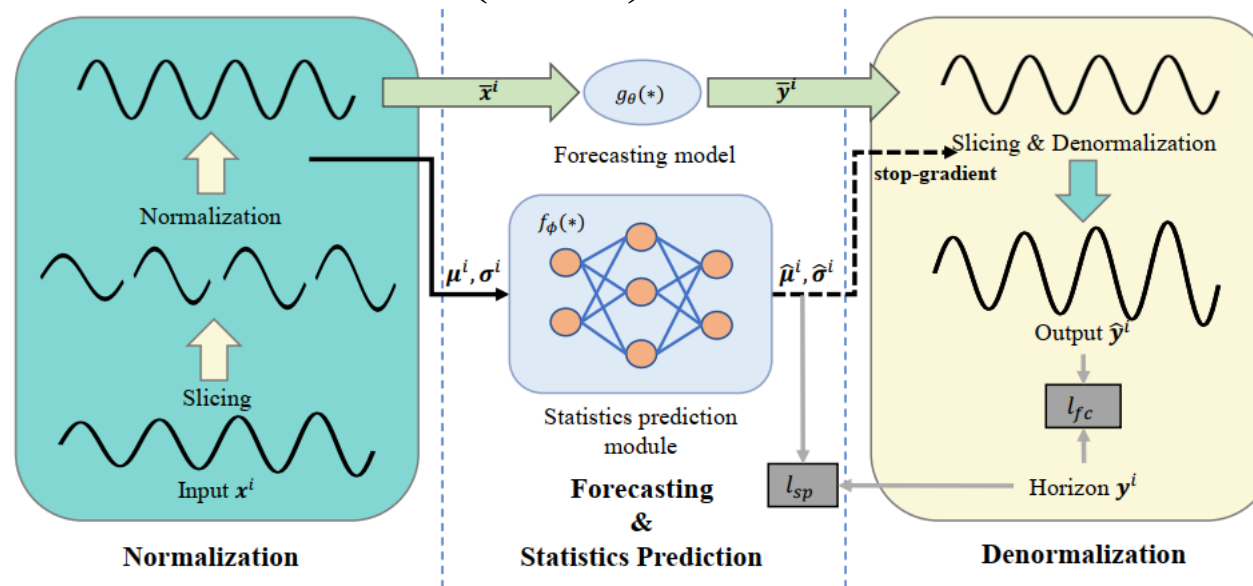 Normalization
Slicing
Input xⁱ
Normalization
x̄ⁱ
g_θ(*)
ȳⁱ
Forecasting model
f_ϕ(*)
μⁱ, σⁱ
μ̂ⁱ, σ̂ⁱ
Statistics prediction
module
l_sp
Forecasting
&
Statistics Prediction
Slicing & Denormalization
stop-gradient
Output ŷⁱ
l_fc
Horizon yⁱ
Denormalization